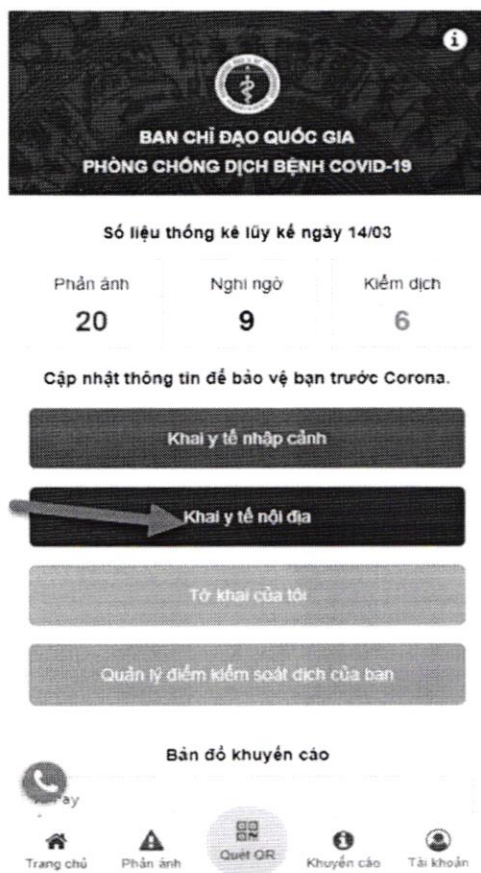 BAN CHỈ ĐẠO QUỐC GIA
PHÒNG CHỐNG DỊCH BỆNH COVID-19
Số liệu thống kê lũy kế ngày 14/03
Phản ánh Nghi ngờ Kiểm dịch
20 9 6
Cập nhật thông tin để bảo vệ bạn trước Corona.
Khai y tế nhập cảnh
Khai y tế nội địa
Tờ khai của tôi
Quản lý điểm kiểm soát dịch của bạn
Bản đồ khuyến cáo
Trang chủ Phản ánh Quét QR Khuyến cáo Tài khoản